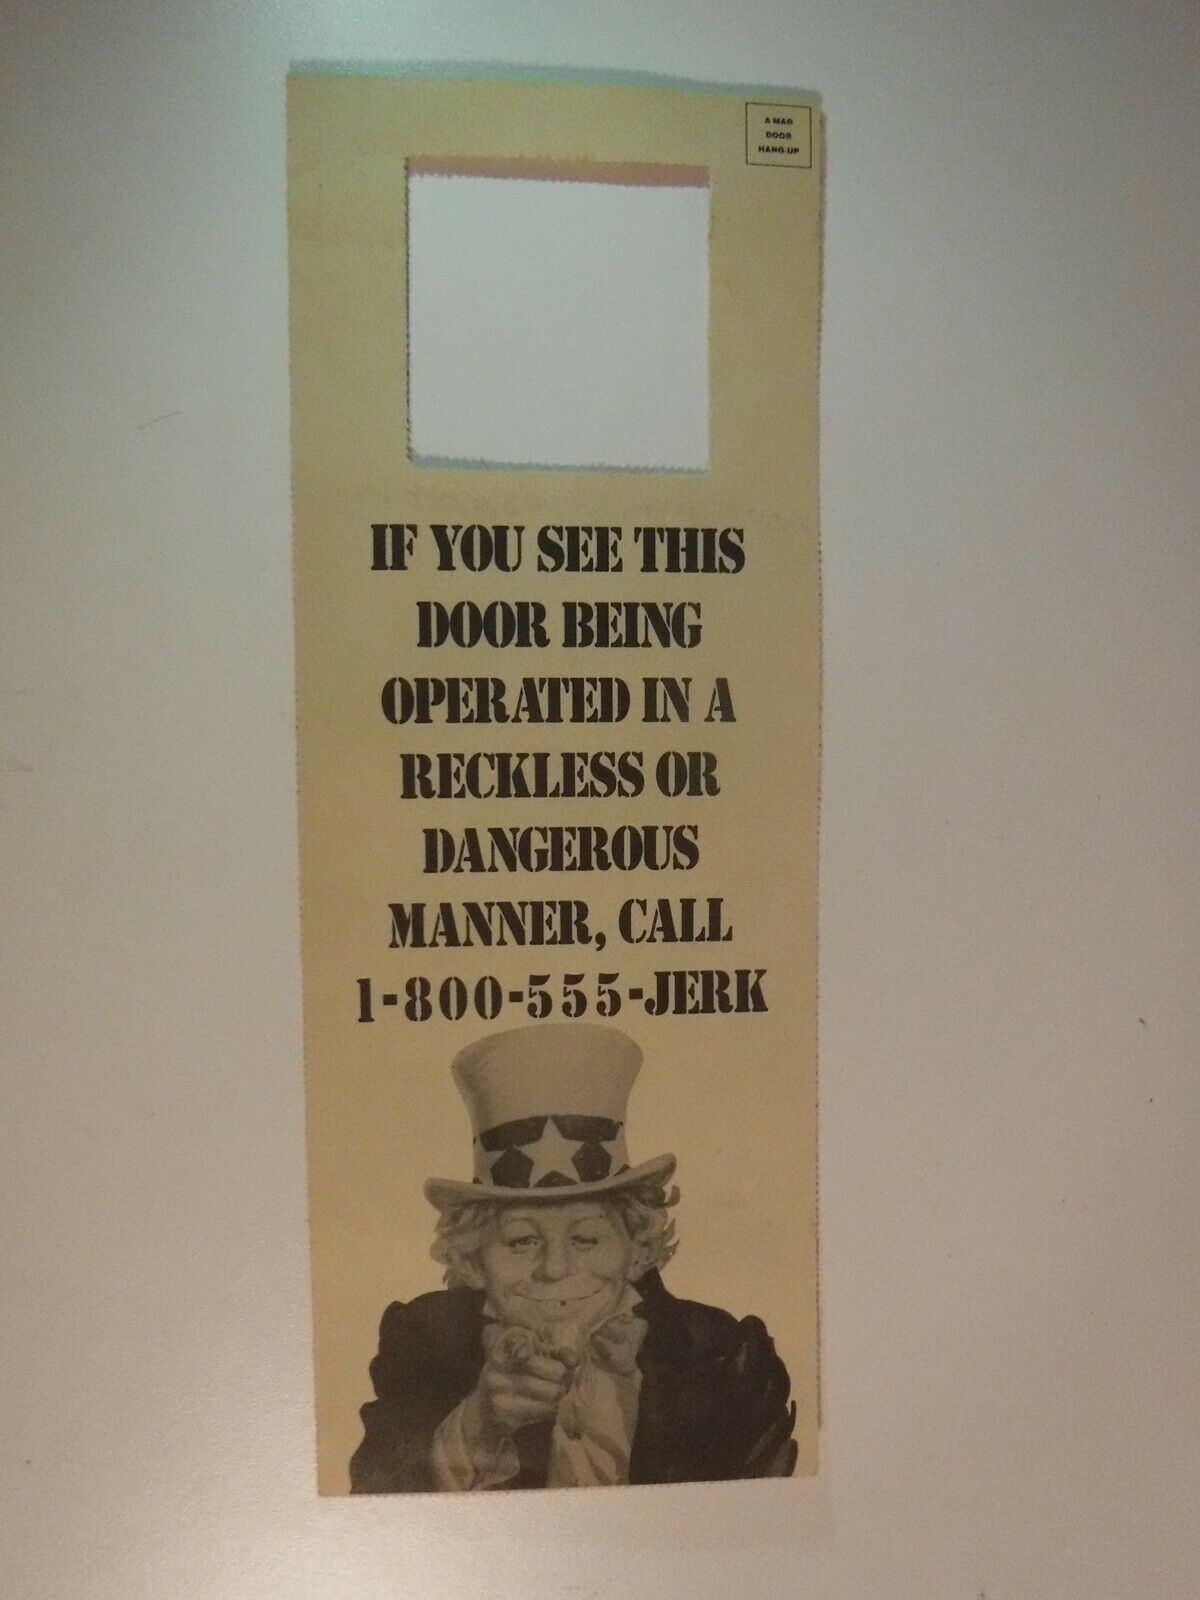 A MAD
DOOR
HANG-UP
IF YOU SEE THIS
DOOR BEING
OPERATED IN A
RECKLESS OR
DANGEROUS
MANNER, CALL
1-800-555-JERK